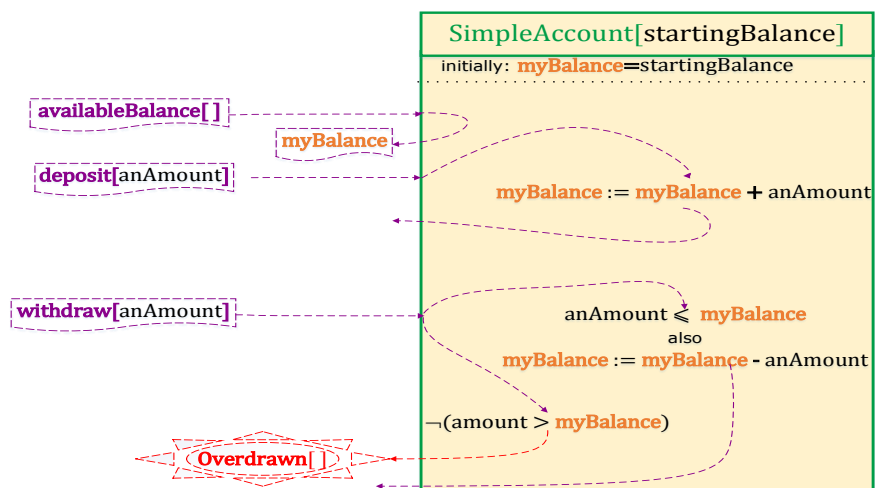 SimpleAccount[startingBalance]
initially: myBalance=startingBalance
availableBalance[ ]
myBalance
deposit[anAmount]
myBalance := myBalance + anAmount
withdraw[anAmount]
anAmount ⩽ myBalance
also
myBalance := myBalance - anAmount
¬(amount > myBalance)
Overdrawn[ ]